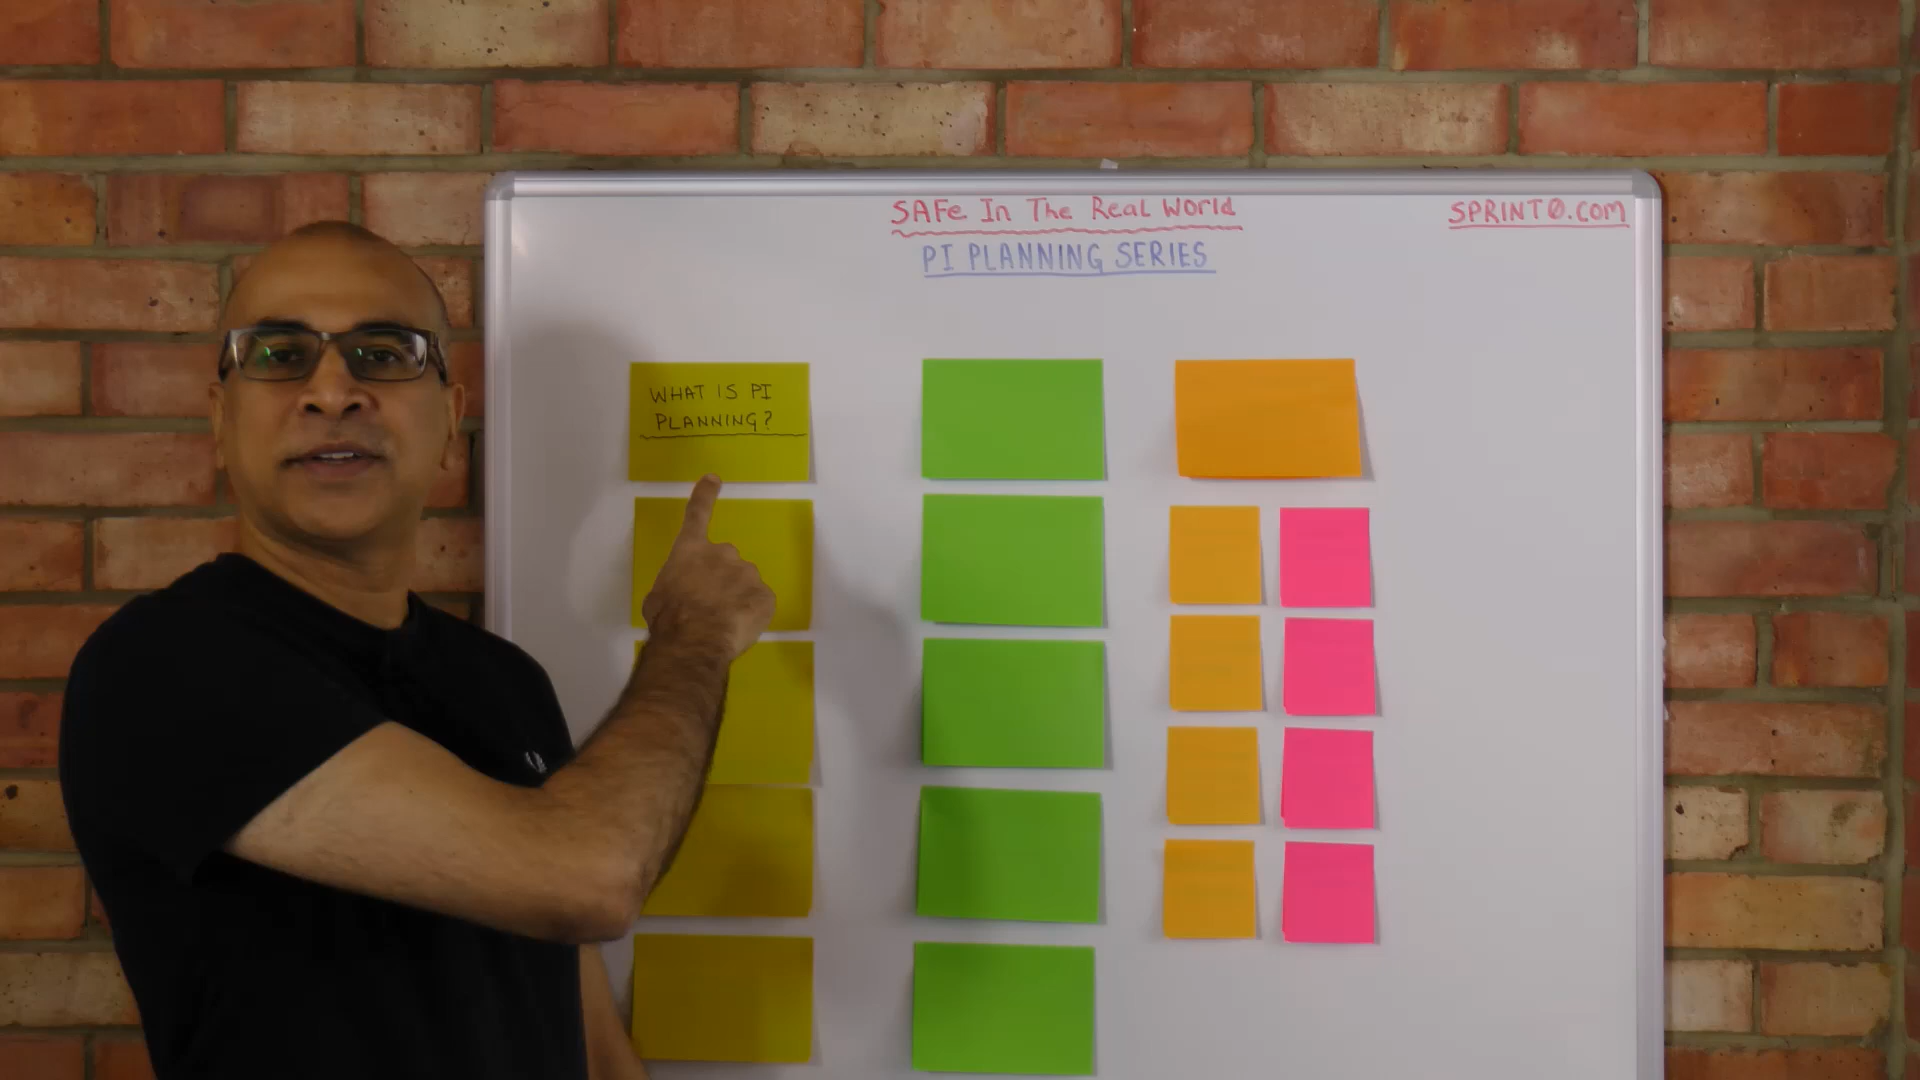 SAFe In The Real World
SPRINT0.COM
PI PLANNING SERIES
WHAT IS PI
PLANNING?